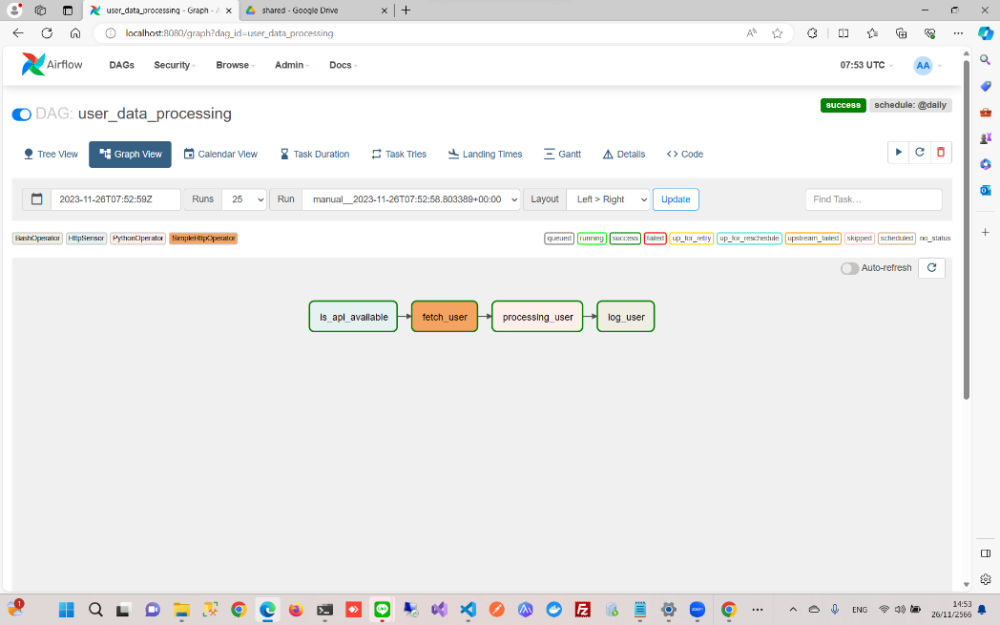 user_data_processing - Graph - A
shared - Google Drive
localhost:8080/graph?dag_id=user_data_processing
Airflow
DAGs
Security
Browse
Admin
Docs
07:53 UTC
AA
DAG: user_data_processing
success
schedule: @daily
Tree View
Graph View
Calendar View
Task Duration
Task Tries
Landing Times
Gantt
Details
<> Code
2023-11-26T07:52:59Z
Runs
25
Run
manual__2023-11-26T07:52:58.803389+00:00
Layout
Left > Right
Update
Find Task...
BashOperator
HttpSensor
PythonOperator
SimpleHttpOperator
queued
running
success
failed
up_for_retry
up_for_reschedule
upstream_failed
skipped
scheduled
no_status
Auto-refresh
is_api_available
fetch_user
processing_user
log_user
1
ENG
14:53
26/11/2566